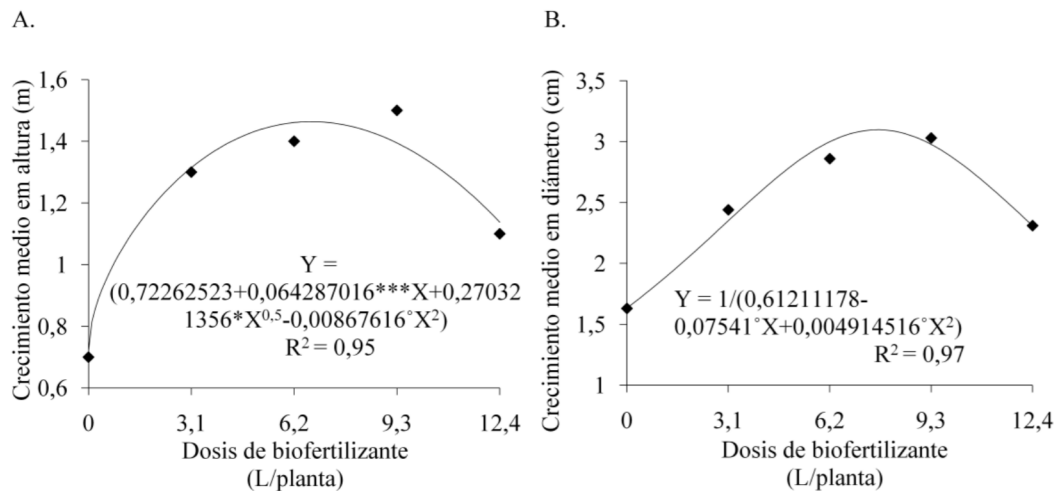 A.
Crecimiento medio em altura (m)
1,6
1,4
1,2
1
0,8
0,6
Y =
(0,72262523+0,064287016***X+0,27032
1356*X^0,5-0,00867616°X²)
R² = 0,95
0 3,1 6,2 9,3 12,4
Dosis de biofertilizante
(L/planta)
B.
Crecimiento medio em diámetro (cm)
3,5
3
2,5
2
1,5
1
Y = 1/(0,61211178-
0,07541°X+0,004914516°X²)
R² = 0,97
0 3,1 6,2 9,3 12,4
Dosis de biofertilizante
(L/planta)